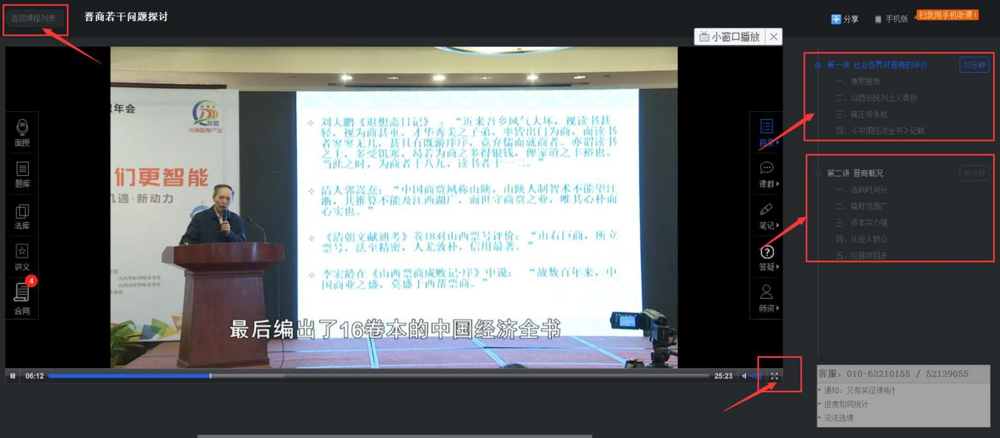 返回课程列表
晋商若干问题探讨
分享
手机版
扫我用手机听课!
小窗口播放
面授
题库
法库
讲义
4
合同
年会
联盟
点睛智慧产业
们更智能
机遇·新动力
刘大鹏《退想斋日记》:“近来吾乡风气大坏,视读书甚
轻,视为商甚重,才华秀美之子弟,率皆出门为商,而读书
者寥寥无几,甚且有既游庠序,竟弃儒而就商者。亦谓读书
之士,多受饥寒,曷若为商之多得银钱,俾家道之丰裕也。
当此之时,为商者十八九,读书者十一二。”
清人郭嵩焘:“中国商贾夙称山陕,山陕人制智术不能望江
浙,其推算不能及江西湖广,而世守商贾之业,唯其心朴而
心实也。”
《清朝文献通考》卷18对山西票号评价:“山右巨商,所立
票号,法至精密,人尤敦朴,信用最著。”
李宏龄在《山西票商成败记·序》中说:“故数百年来,中
国商业之盛,莫盛于西帮票商。”
最后编出了16卷本的中国经济全书
06:12
25:23
目录
课群
笔记
答疑
师资
第一讲 社会各界对晋商的评价
23分钟
一、康熙皇帝
二、山西巡抚刘上义奏折
三、雍正帝朱批
四、《中国经济全书》记载
第二讲 晋商概况
48分钟
一、活跃时间长
二、辐射范围广
三、资本实力强
四、从业人数众
五、经营项目多
客服:010-62210155 / 52129055
通知:又有奖征课啦!
进度如何统计
没法选课